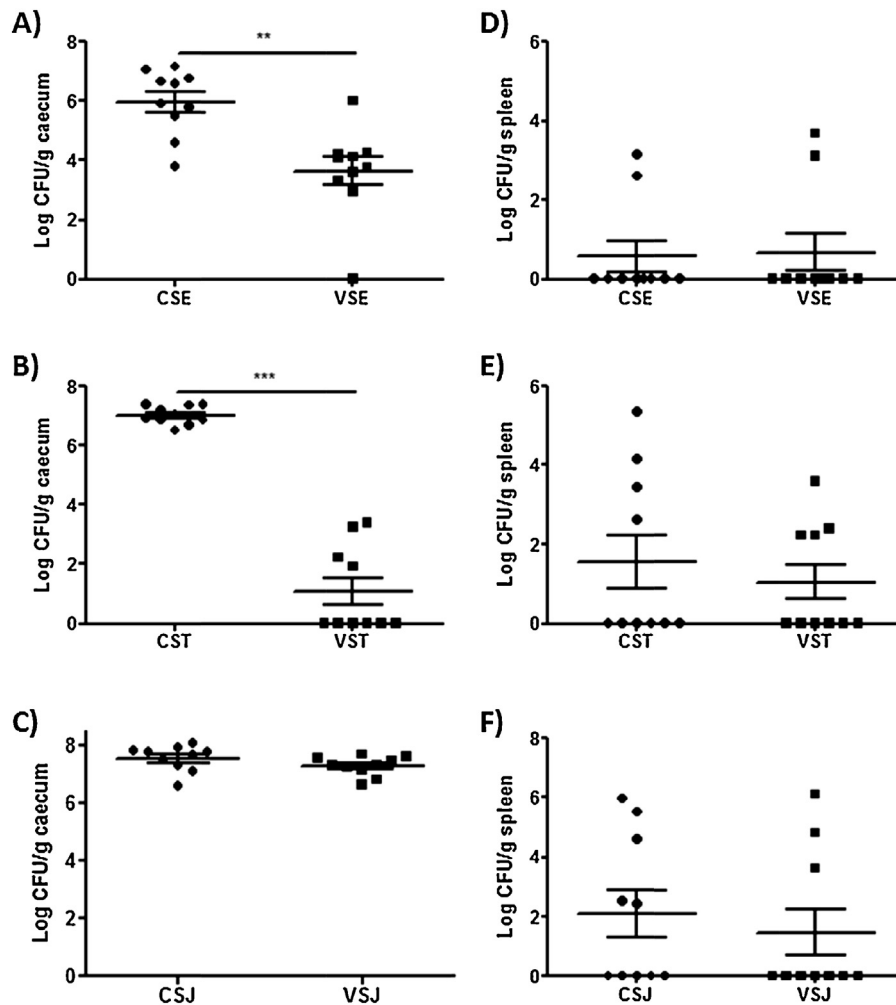 A)
**
Log CFU/g caecum
8
6
4
2
0
CSE VSE
D)
Log CFU/g spleen
6
4
2
0
CSE VSE
B)
***
Log CFU/g caecum
8
6
4
2
0
CST VST
E)
Log CFU/g spleen
6
4
2
0
CST VST
C)
Log CFU/g caecum
8
6
4
2
0
CSJ VSJ
F)
Log CFU/g spleen
8
6
4
2
0
CSJ VSJ